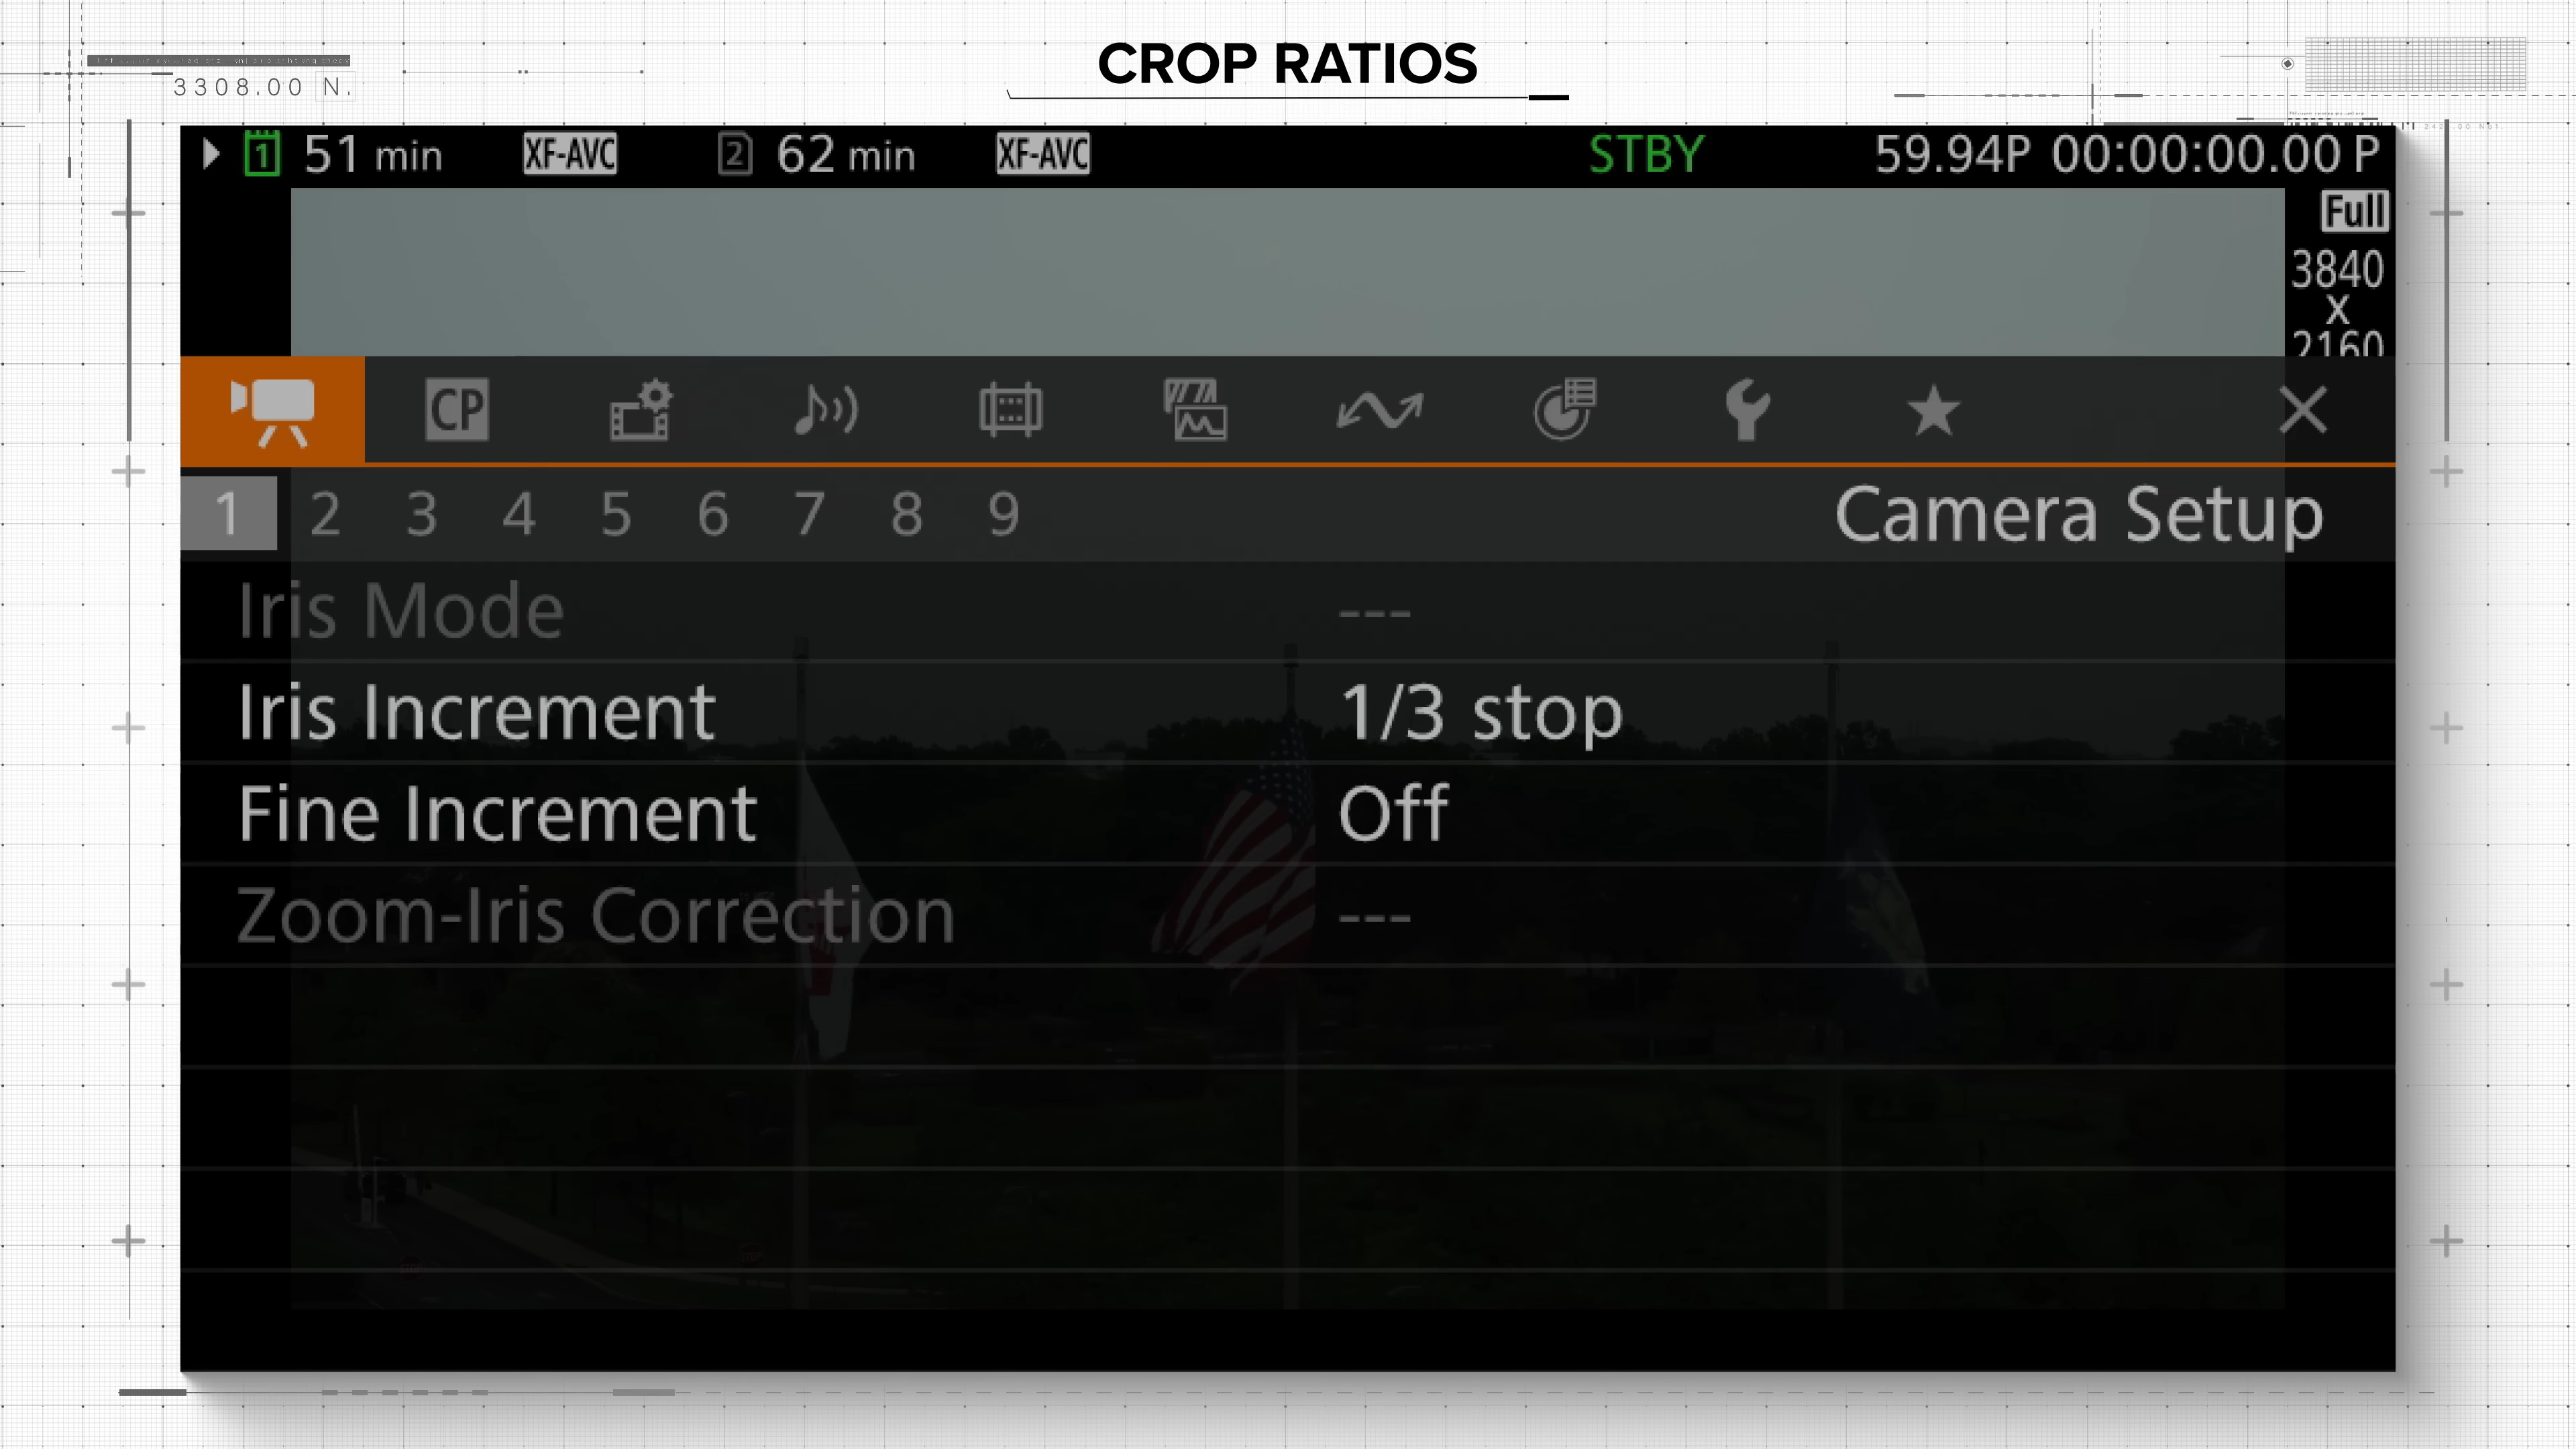 CROP RATIOS
3308.00 N.
1 51 min XF-AVC 2 62 min XF-AVC STBY 59.94P 00:00:00.00 P
Full
3840
X
2160
CP
1 2 3 4 5 6 7 8 9 Camera Setup
Iris Mode ---
Iris Increment 1/3 stop
Fine Increment Off
Zoom-Iris Correction ---